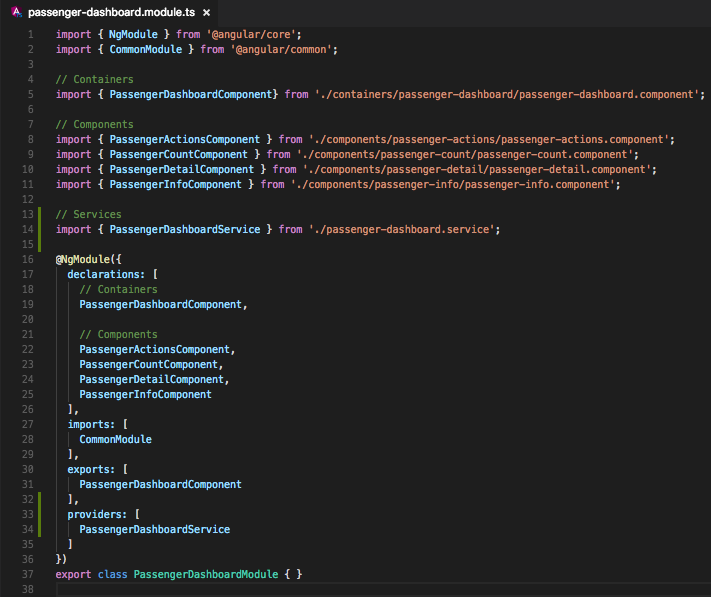 passenger-dashboard.module.ts ×
1 import { NgModule } from '@angular/core';
2 import { CommonModule } from '@angular/common';
3
4 // Containers
5 import { PassengerDashboardComponent} from './containers/passenger-dashboard/passenger-dashboard.component';
6
7 // Components
8 import { PassengerActionsComponent } from './components/passenger-actions/passenger-actions.component';
9 import { PassengerCountComponent } from './components/passenger-count/passenger-count.component';
10 import { PassengerDetailComponent } from './components/passenger-detail/passenger-detail.component';
11 import { PassengerInfoComponent } from './components/passenger-info/passenger-info.component';
12
13 // Services
14 import { PassengerDashboardService } from './passenger-dashboard.service';
15
16 @NgModule({
17   declarations: [
18     // Containers
19     PassengerDashboardComponent,
20
21     // Components
22     PassengerActionsComponent,
23     PassengerCountComponent,
24     PassengerDetailComponent,
25     PassengerInfoComponent
26   ],
27   imports: [
28     CommonModule
29   ],
30   exports: [
31     PassengerDashboardComponent
32   ],
33   providers: [
34     PassengerDashboardService
35   ]
36 })
37 export class PassengerDashboardModule { }
38